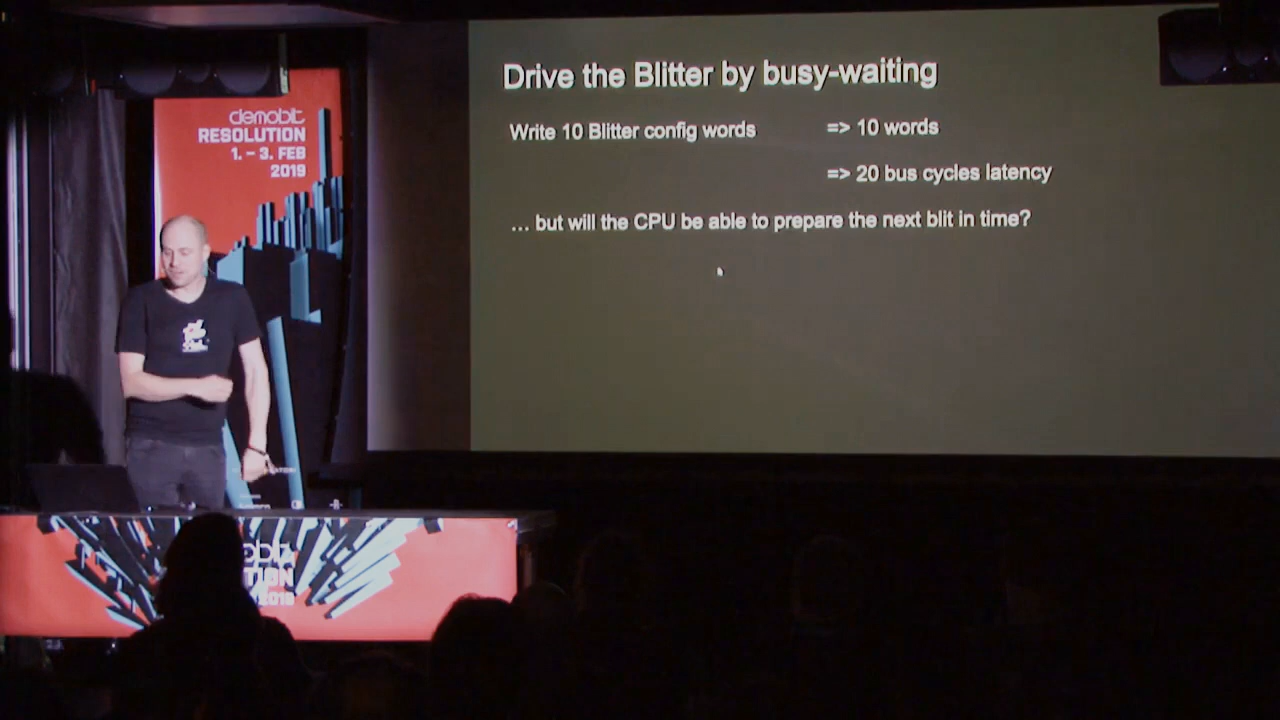 Drive the Blitter by busy-waiting
Write 10 Blitter config words => 10 words
=> 20 bus cycles latency
... but will the CPU be able to prepare the next blit in time?
demobit
RESOLUTION
1. – 3. FEB
2019
2019